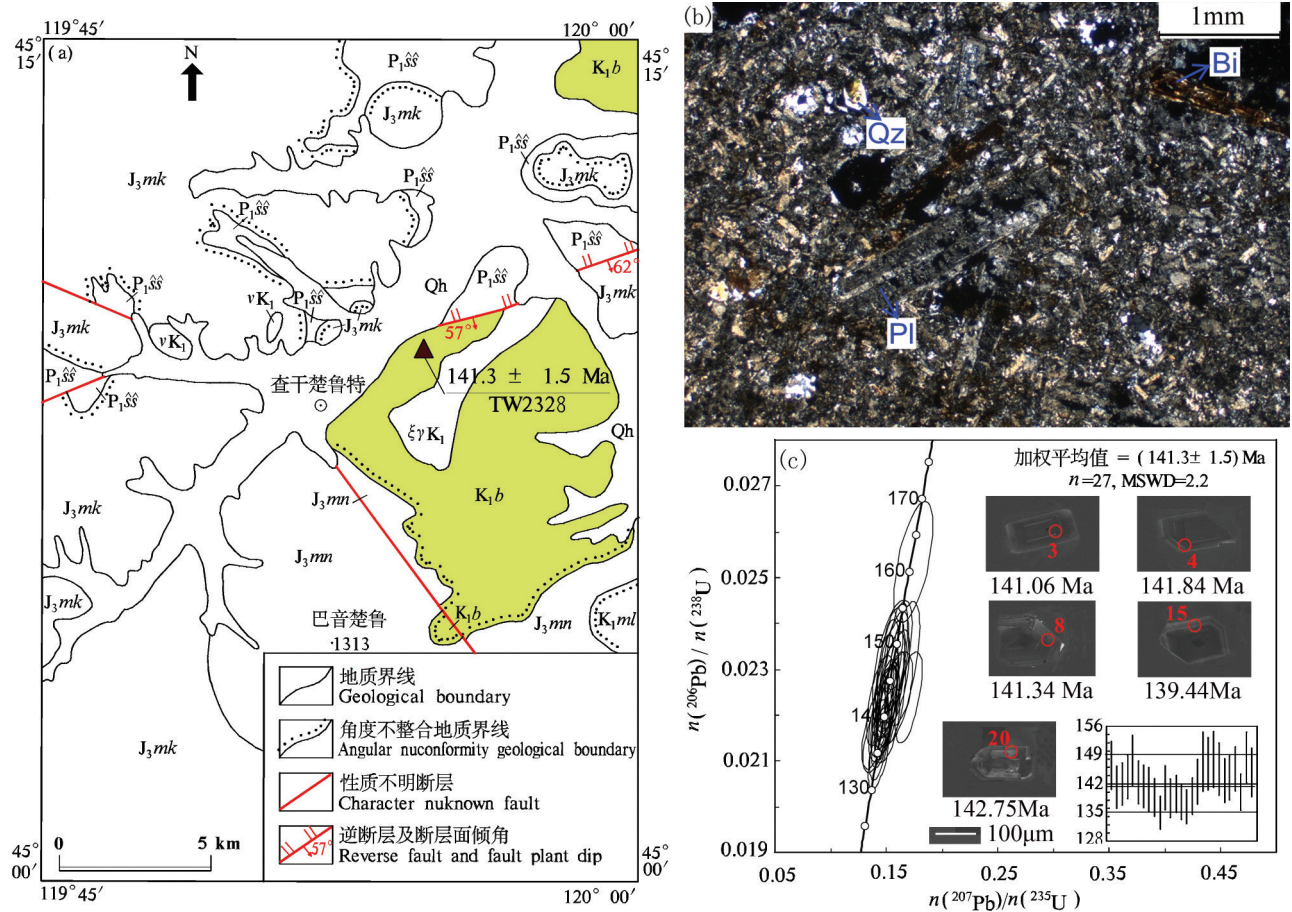 119°45′
120°00′
45°
15′
45°
15′
(a)
N
P₁ŝŝ
K₁b
J₃mk
P₁ŝŝ
J₃mk
J₃mk
P₁ŝŝ
P₁ŝŝ
P₁ŝŝ
62°
Qh
P₁ŝŝ
J₃mk
P₁ŝŝ
νK₁
P₁ŝŝ
J₃mk
J₃mk
νK₁
57°
P₁ŝŝ
P₁ŝŝ
查干楚鲁特
141.3 ± 1.5 Ma
TW2328
ξγK₁
Qh
K₁b
J₃mn
J₃mk
J₃mn
J₃mk
巴音楚鲁
·1313
K₁b
J₃mn
K₁ml
J₃mk
地质界线
Geological boundary
角度不整合地质界线
Angular nuconformity geological boundary
性质不明断层
Character nuknown fault
57°
逆断层及断层面倾角
Reverse fault and fault plant dip
0 5 km
45°
00′
45°
00′
119°45′
120°00′
(b)
1mm
Bi
Qz
Pl
(c)
加权平均值 = (141.3± 1.5)Ma
n=27, MSWD=2.2
n(²⁰⁶Pb)/n(²³⁸U)
0.027
0.025
0.023
0.021
0.019
170
160
150
140
130
3
141.06 Ma
4
141.84 Ma
8
141.34 Ma
15
139.44Ma
20
142.75Ma
100μm
156
149
142
135
128
0.05 0.15 0.25 0.35 0.45
n(²⁰⁷Pb)/n(²³⁵U)